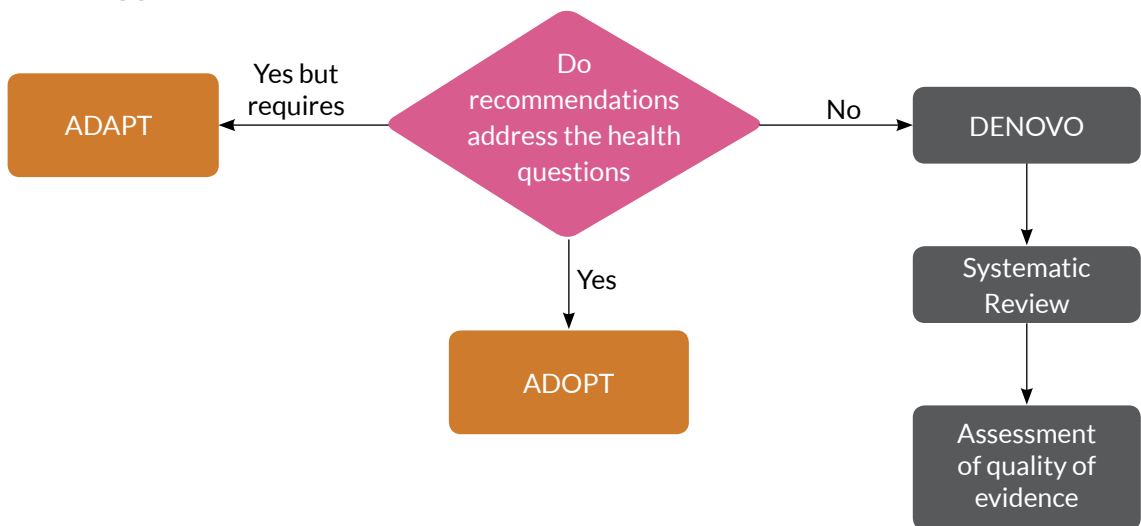 Do
recommendations
address the health
questions
Yes but
requires
ADAPT
No
DENOVO
Yes
ADOPT
Systematic
Review
Assessment
of quality of
evidence